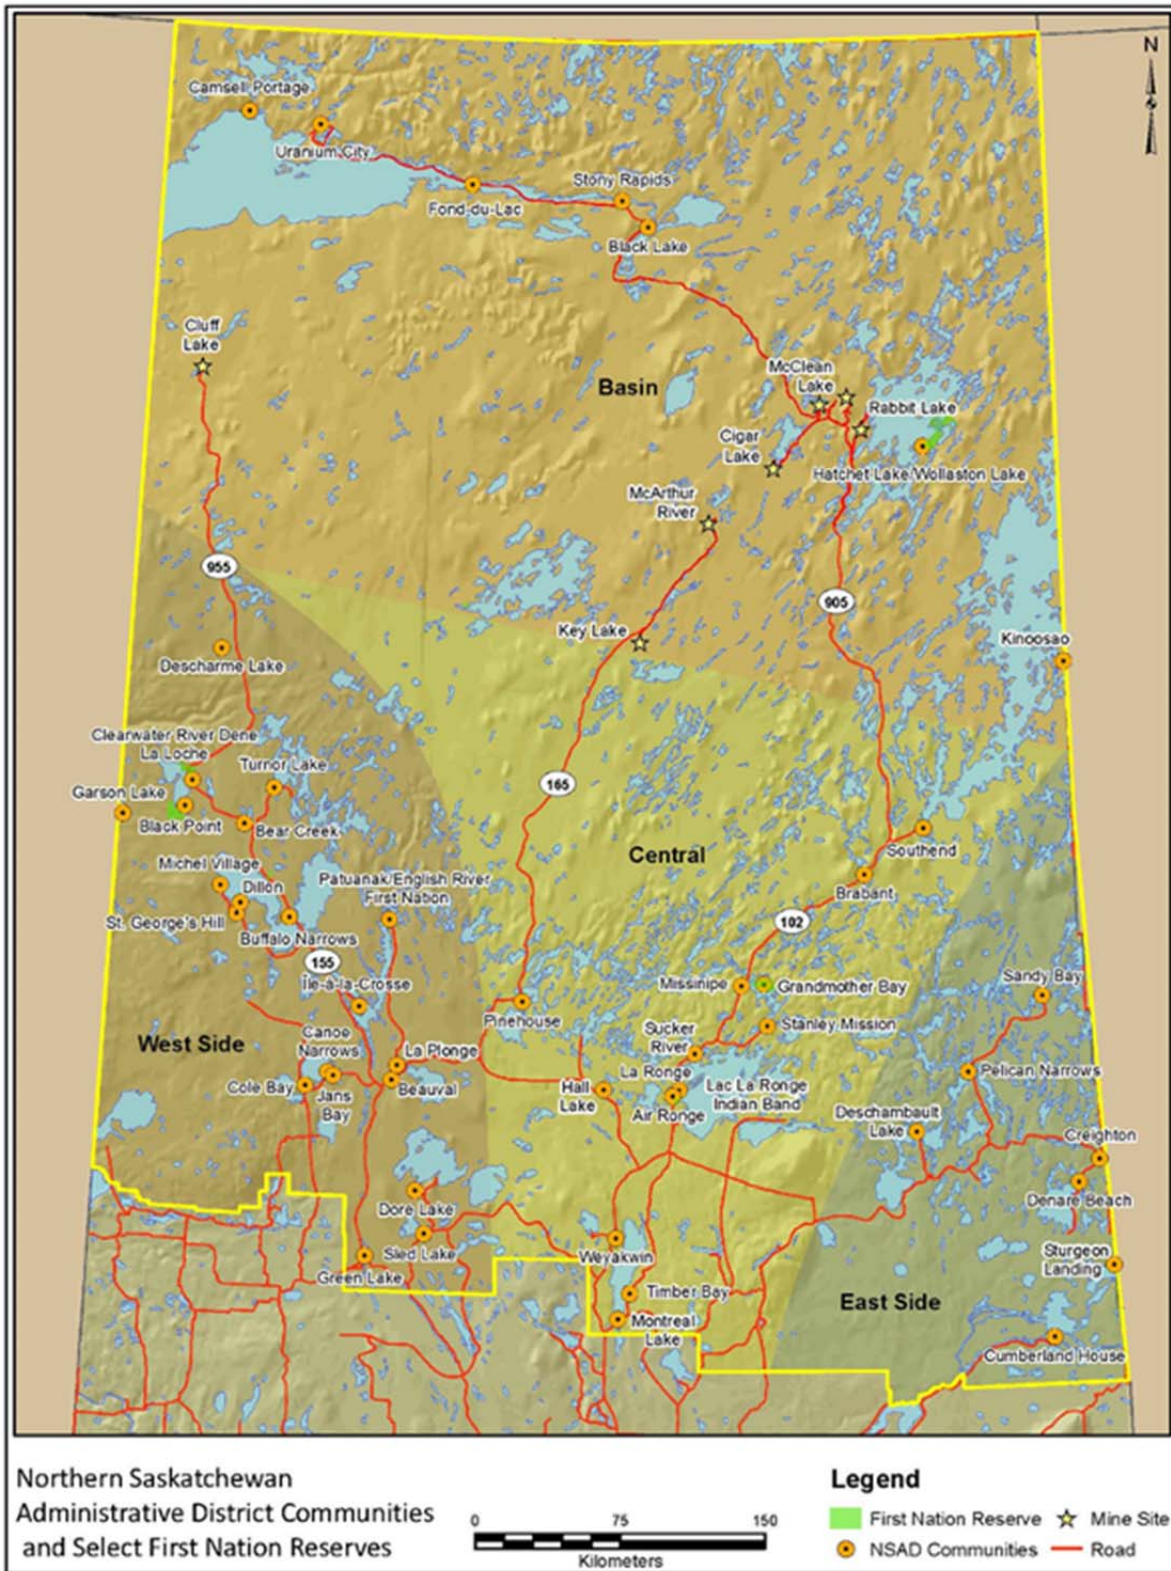 N
Camsell Portage
Uranium City
Stony Rapids
Fond-du-Lac
Black Lake
Cluff
Lake
McClean
Lake
Basin
Rabbit Lake
Cigar
Lake
Hatchet Lake/Wollaston Lake
McArthur
River
955
905
Key Lake
Kinoosao
Descharme Lake
Clearwater River Dene
La Loche
Turnor Lake
Garson Lake
165
Black Point
Bear Creek
Central
Southend
Michel Village
Dillon
Patuanak/English River
First Nation
Brabant
St. George's Hill
Buffalo Narrows
102
155
Île-à-la-Crosse
Missinipe
Grandmother Bay
Sandy Bay
Pinehouse
Stanley Mission
West Side
Canoe
Narrows
Sucker
River
La Plonge
La Ronge
Pelican Narrows
Cole Bay
Jans
Bay
Beauval
Hall
Lake
Air Ronge
Lac La Ronge
Indian Band
Deschambault
Lake
Creighton
Denare Beach
Dore Lake
Sled Lake
Weyakwin
Sturgeon
Landing
Green Lake
Timber Bay
East Side
Montreal
Lake
Cumberland House
Northern Saskatchewan
Administrative District Communities
and Select First Nation Reserves
0 75 150
Kilometers
Legend
First Nation Reserve
Mine Site
NSAD Communities
Road